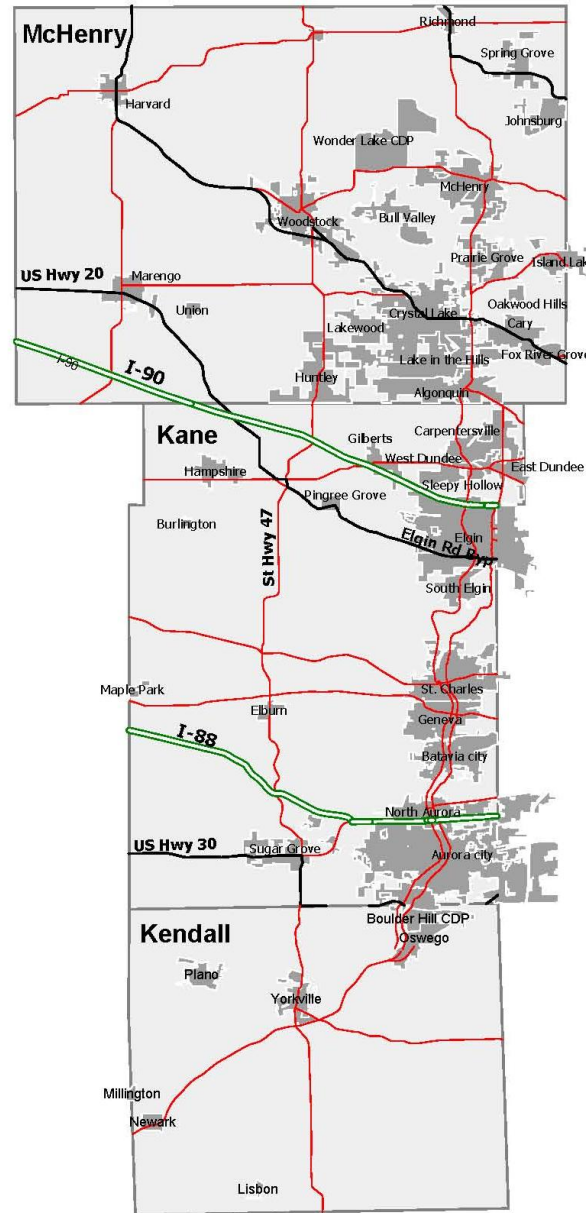 McHenry
Richmond
Spring Grove
Harvard
Johnsburg
Wonder Lake CDP
McHenry
Woodstock
Bull Valley
Prairie Grove
Island Lak
US Hwy 20
Marengo
Union
Oakwood Hills
Crystal Lake
Cary
Lakewood
I-90
I-90
Lake in the Hills
Fox River Grove
Huntley
Algonquin
Kane
Carpentersville
Gilberts
West Dundee
East Dundee
Hampshire
Sleepy Hollow
Pingree Grove
Burlington
St Hwy 47
Elgin Rd Byp
Elgin
South Elgin
Maple Park
St. Charles
Elburn
Geneva
I-88
Batavia city
North Aurora
US Hwy 30
Sugar Grove
Aurora city
Boulder Hill CDP
Kendall
Oswego
Plano
Yorkville
Millington
Newark
Lisbon